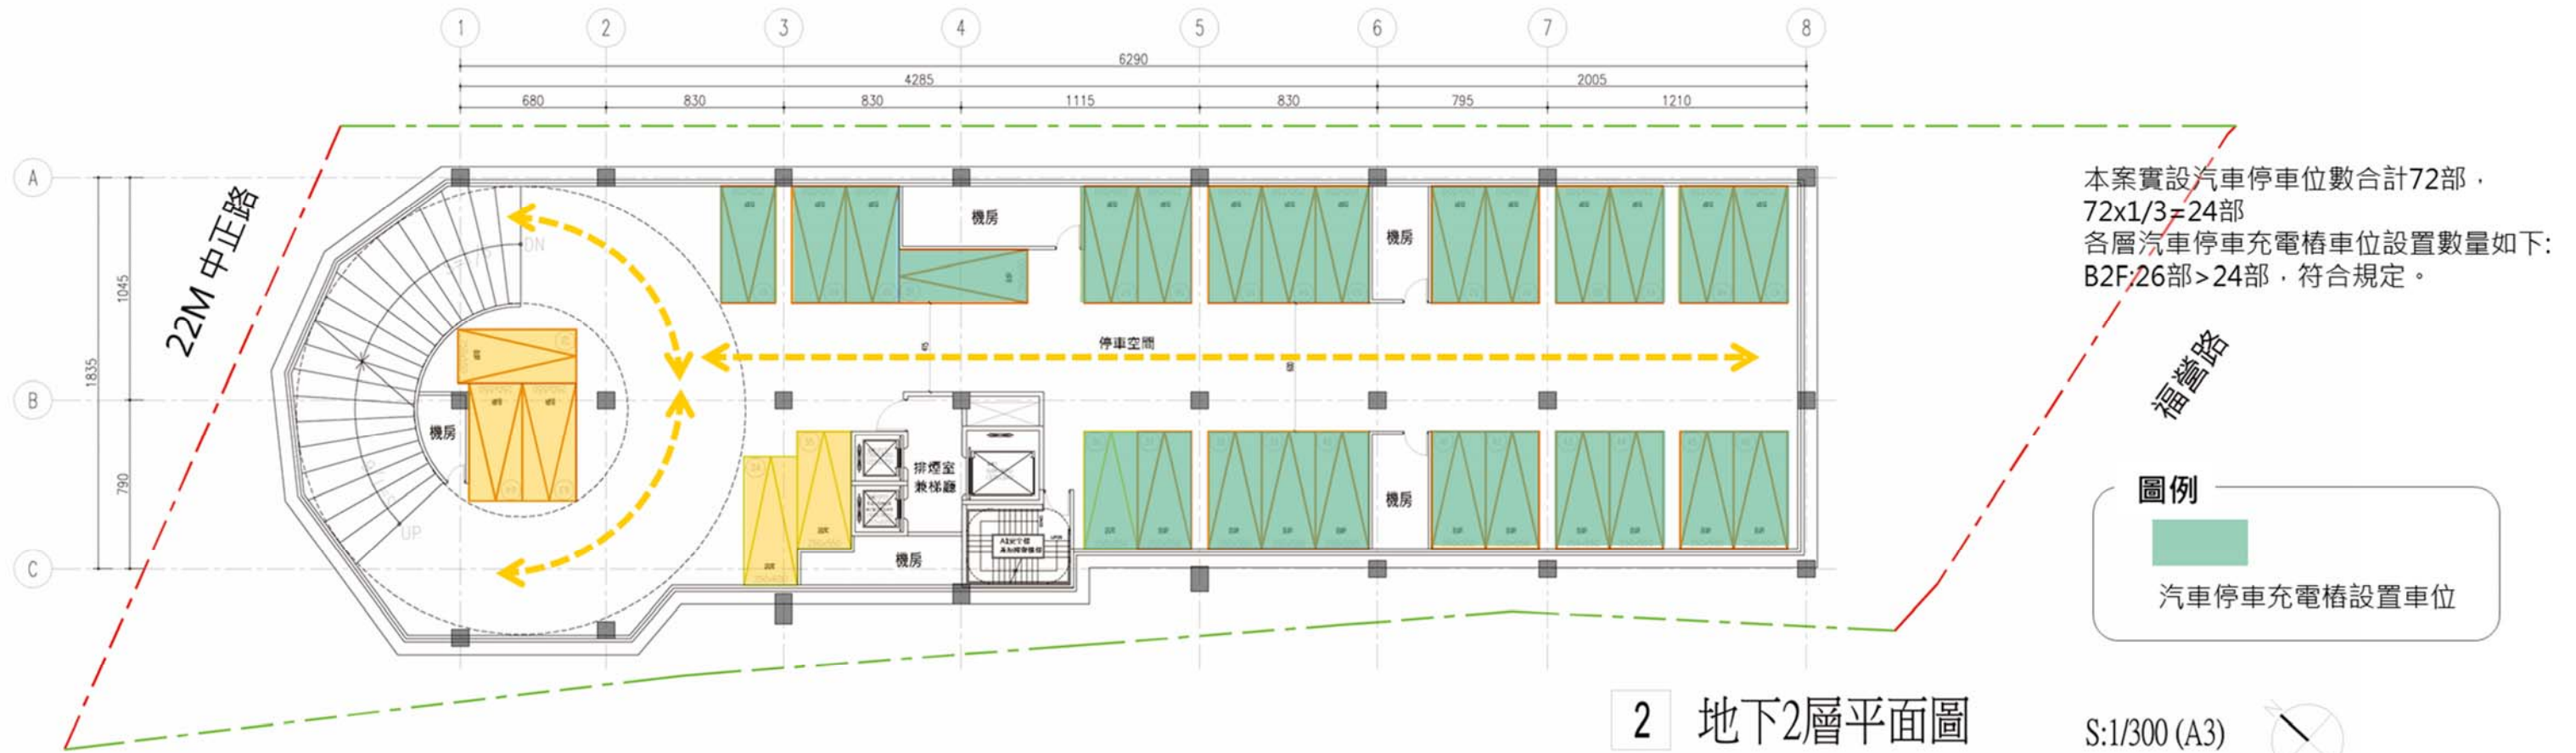 1 2 3 4 5 6 7 8
6290
4285 2005
680 830 830 1115 830 795 1210
A
B
C
1835
1045
790
22M 中正路
DN
UP
機房
機房
機房
停車空間
機房
排煙室
兼梯廳
機房
機房
本案實設汽車停車位數合計72部，
72x1/3=24部
各層汽車停車充電樁車位設置數量如下:
B2F:26部>24部，符合規定。
福營路
圖例
汽車停車充電樁設置車位
2 地下2層平面圖
S:1/300 (A3)